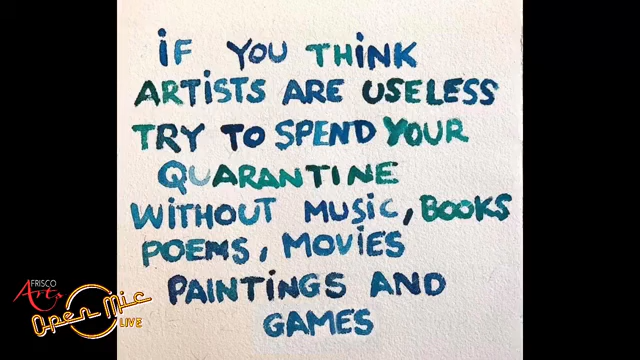 iF YOU THiNK
ARTiSTS ARE USELESS
TRY TO SPEND YOUR
QUARANTINE
WiTHOUT MUSiC, BOOKS
POEMS, MOViES
PAiNTiNGS AND
GAMES
FRISCO
Arts
Open Mic
LIVE